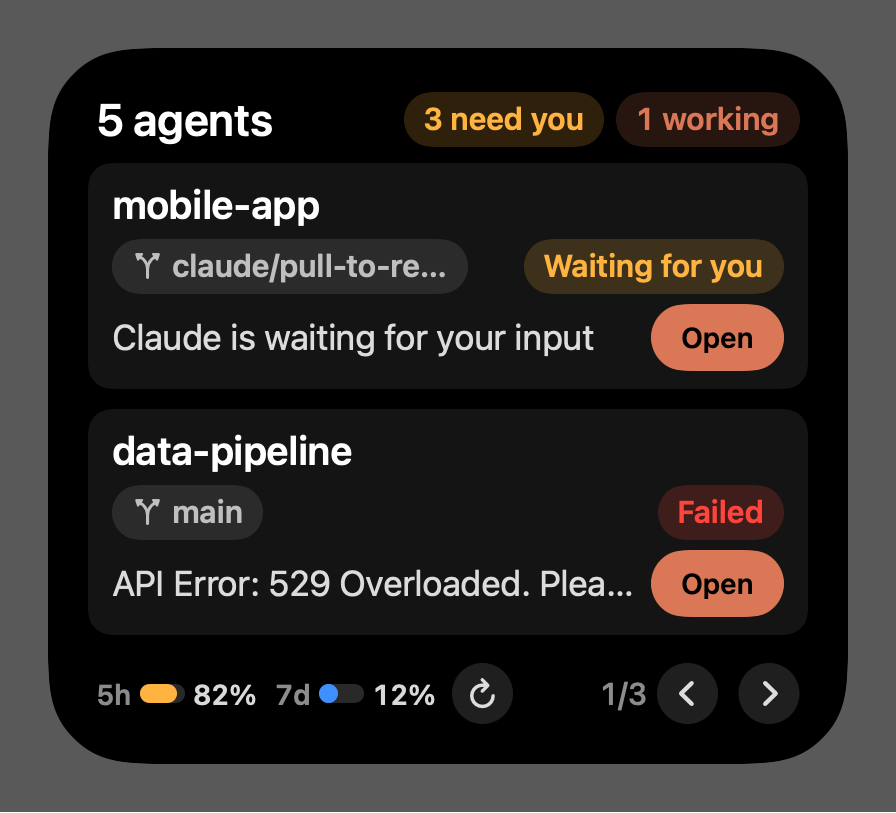 5 agents 3 need you 1 working
mobile-app
claude/pull-to-re... Waiting for you
Claude is waiting for your input Open
data-pipeline
main Failed
API Error: 529 Overloaded. Plea... Open
5h 82% 7d 12% 1/3